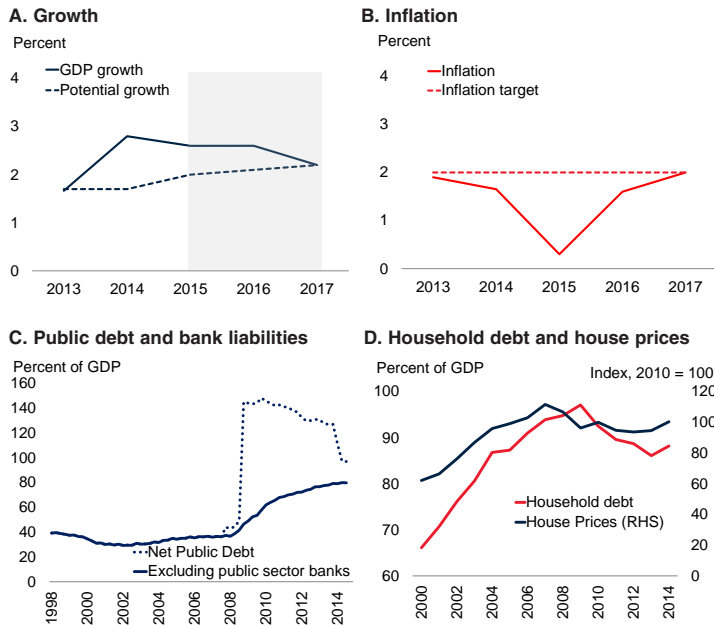 A. Growth
Percent
GDP growth
Potential growth
4
3
2
1
0
2013 2014 2015 2016 2017
B. Inflation
Percent
Inflation
Inflation target
4
3
2
1
0
2013 2014 2015 2016 2017
C. Public debt and bank liabilities
Percent of GDP
160
140
120
100
80
60
40
20
0
Net Public Debt
Excluding public sector banks
1998 2000 2002 2004 2006 2008 2010 2012 2014
D. Household debt and house prices
Percent of GDP
Index, 2010 = 100
100
90
80
70
60
120
100
80
60
40
20
0
Household debt
House Prices (RHS)
2000 2002 2004 2006 2008 2010 2012 2014